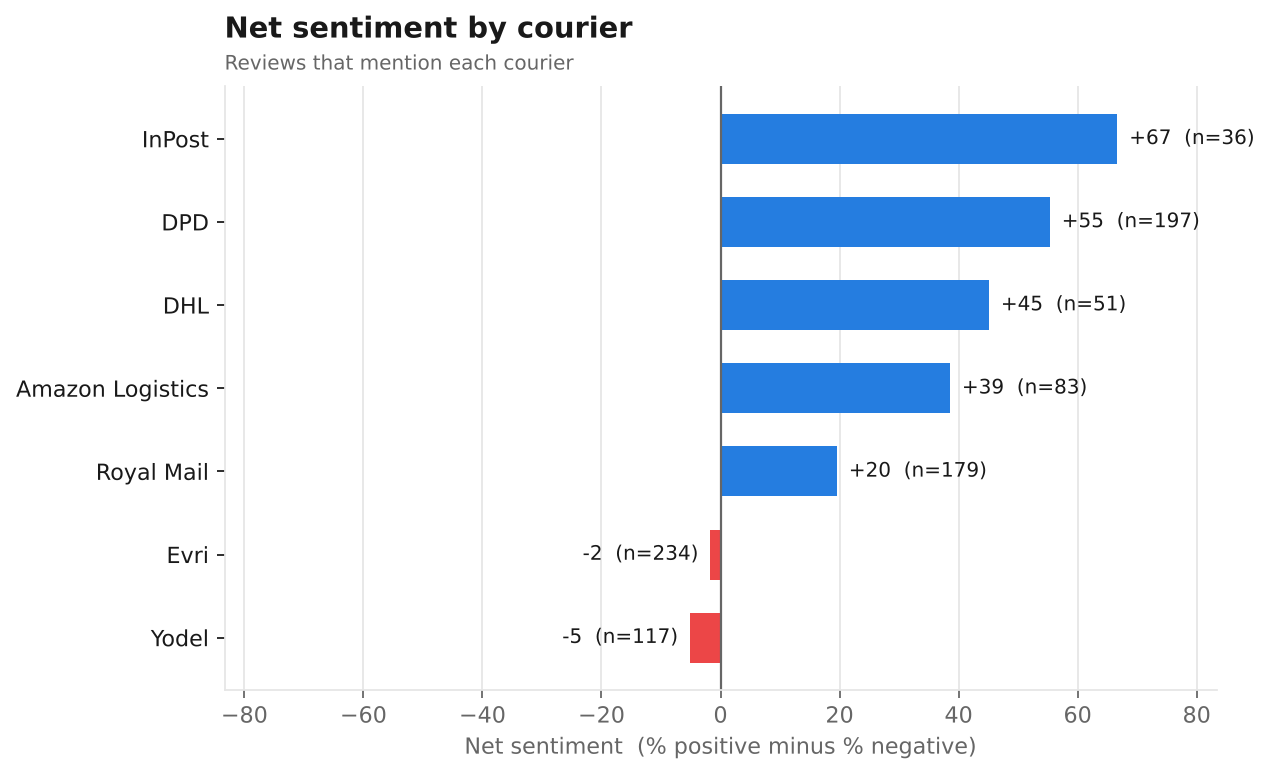 Net sentiment by courier
Reviews that mention each courier
InPost +67 (n=36)
DPD +55 (n=197)
DHL +45 (n=51)
Amazon Logistics +39 (n=83)
Royal Mail +20 (n=179)
Evri -2 (n=234)
Yodel -5 (n=117)
−80 −60 −40 −20 0 20 40 60 80
Net sentiment (% positive minus % negative)